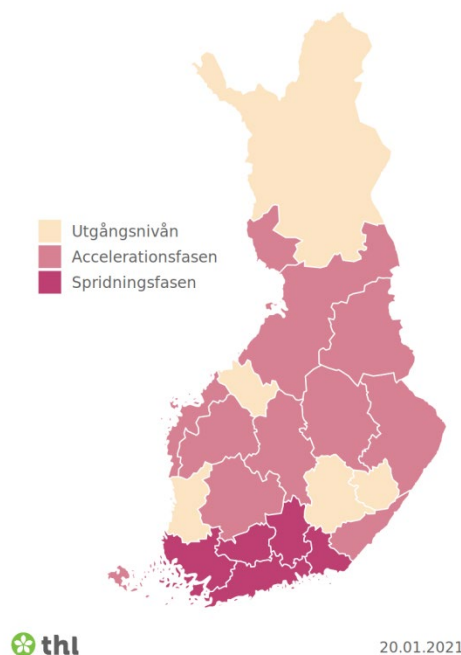 Utgångsnivån
Accelerationsfasen
Spridningsfasen
thl
20.01.2021